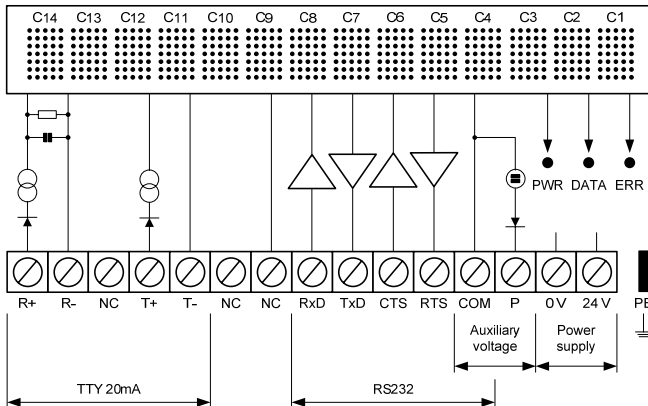 C14 C13 C12 C11 C10 C9 C8 C7 C6 C5 C4 C3 C2 C1
PWR DATA ERR
R+ R- NC T+ T- NC NC RxD TxD CTS RTS COM P 0 V 24 V PE
Auxiliary voltage
Power supply
TTY 20mA
RS232